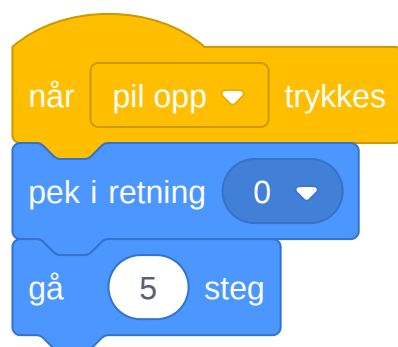 når pil opp trykkes
pek i retning 0
gå 5 steg